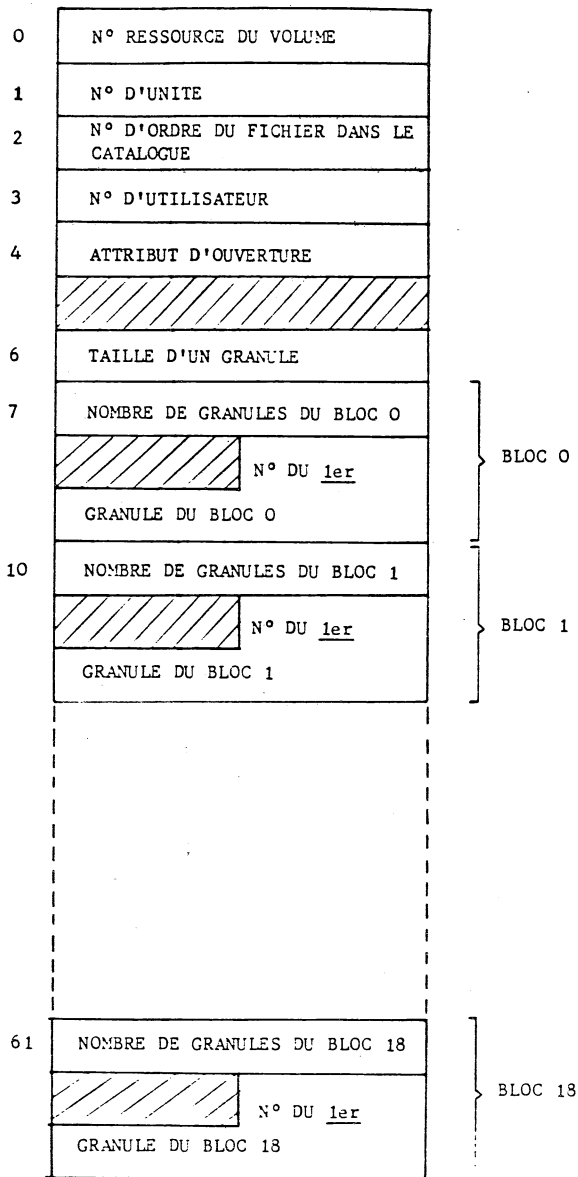 0 N° RESSOURCE DU VOLUME
1 N° D'UNITE
2 N° D'ORDRE DU FICHIER DANS LE
CATALOGUE
3 N° D'UTILISATEUR
4 ATTRIBUT D'OUVERTURE
6 TAILLE D'UN GRANULE
7 NOMBRE DE GRANULES DU BLOC 0
BLOC 0
N° DU 1er
GRANULE DU BLOC 0
10 NOMBRE DE GRANULES DU BLOC 1
N° DU 1er
BLOC 1
GRANULE DU BLOC 1
61 NOMBRE DE GRANULES DU BLOC 18
BLOC 18
N° DU 1er
GRANULE DU BLOC 18